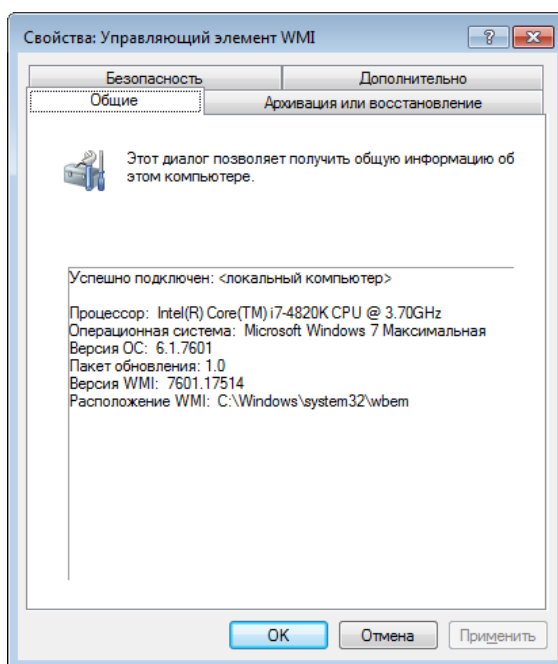 Свойства: Управляющий элемент WMI
Безопасность
Дополнительно
Общие
Архивация или восстановление
Этот диалог позволяет получить общую информацию об
этом компьютере.
Успешно подключен: <локальный компьютер>
Процессор: Intel(R) Core(TM) i7-4820K CPU @ 3.70GHz
Операционная система: Microsoft Windows 7 Максимальная
Версия ОС: 6.1.7601
Пакет обновления: 1.0
Версия WMI: 7601.17514
Расположение WMI: C:\Windows\system32\wbem
OK
Отмена
Применить